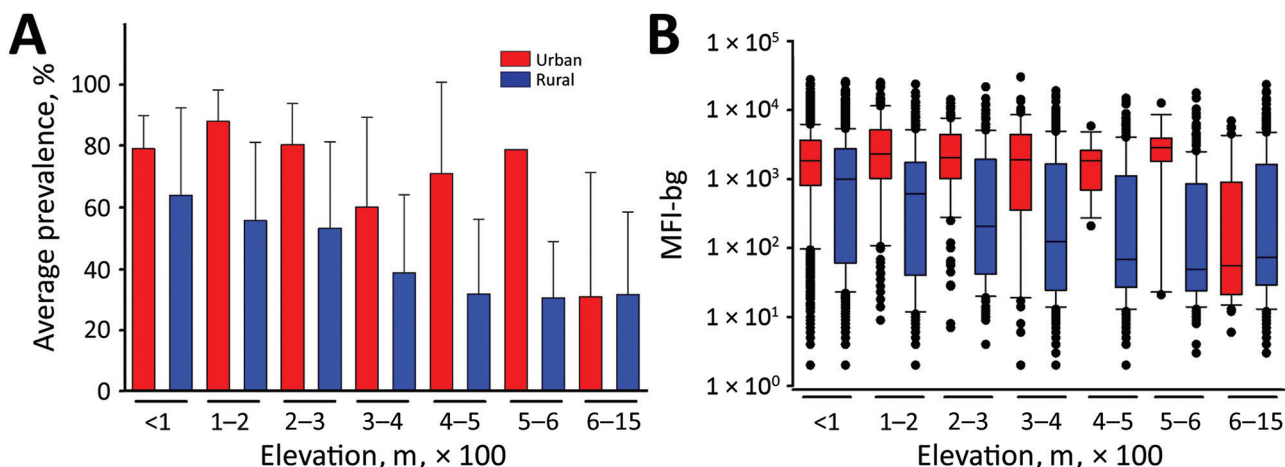 A
Average prevalence, %
100
80
60
40
20
0
Urban
Rural
<1 1–2 2–3 3–4 4–5 5–6 6–15
Elevation, m, × 100
B
MFI-bg
1 × 10⁵
1 × 10⁴
1 × 10³
1 × 10²
1 × 10¹
1 × 10⁰
<1 1–2 2–3 3–4 4–5 5–6 6–15
Elevation, m, × 100